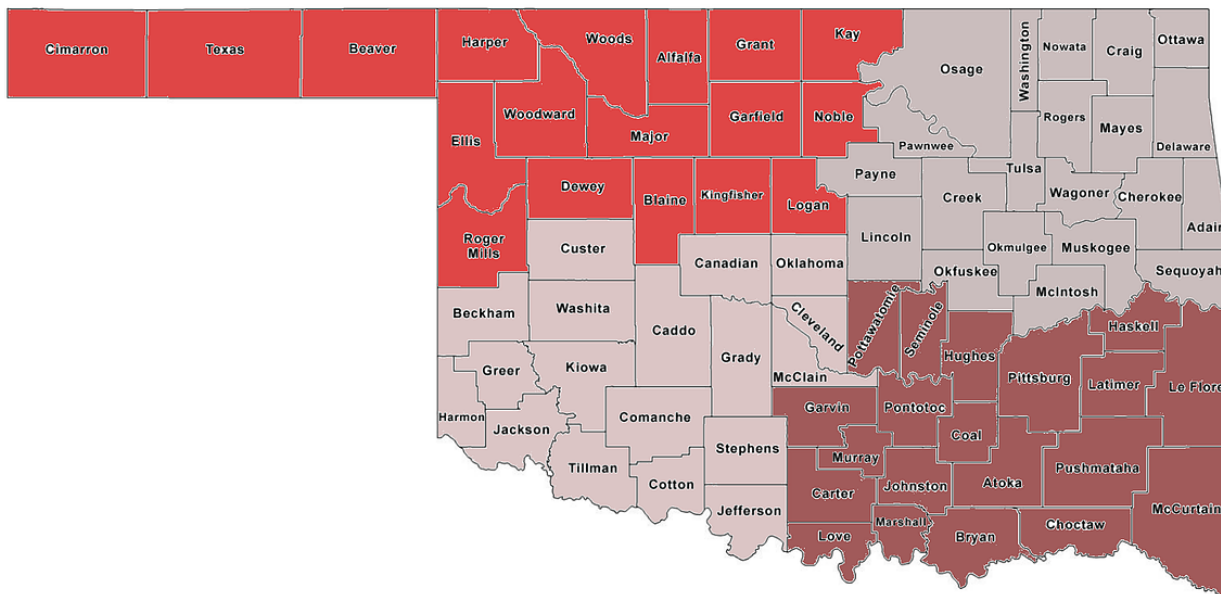 Cimarron
Texas
Beaver
Harper
Woods
Alfalfa
Grant
Kay
Osage
Washington
Nowata
Craig
Ottawa
Ellis
Woodward
Major
Garfield
Noble
Pawnwee
Rogers
Mayes
Delaware
Tulsa
Dewey
Blaine
Kingfisher
Logan
Payne
Creek
Wagoner
Cherokee
Adair
Roger
Mills
Custer
Canadian
Oklahoma
Lincoln
Okmulgee
Muskogee
Okfuskee
McIntosh
Sequoyah
Beckham
Washita
Caddo
Grady
Cleveland
McClain
Pottawatomie
Seminole
Hughes
Pittsburg
Haskell
Latimer
Le Flore
Greer
Kiowa
Harmon
Jackson
Comanche
Tillman
Cotton
Stephens
Jefferson
Garvin
Pontotoc
Coal
Murray
Carter
Johnston
Atoka
Pushmataha
McCurtain
Love
Marshall
Bryan
Choctaw